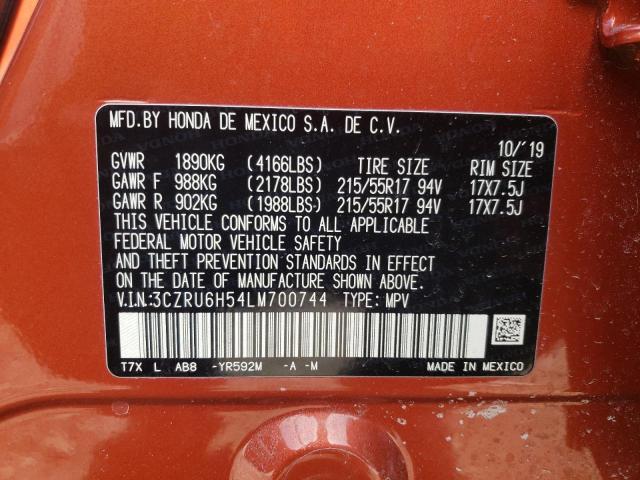 MFD.BY HONDA DE MEXICO S.A. DE C.V.
10/'19
GVWR 1890KG (4166LBS) TIRE SIZE RIM SIZE
GAWR F 988KG (2178LBS) 215/55R17 94V 17X7.5J
GAWR R 902KG (1988LBS) 215/55R17 94V 17X7.5J
THIS VEHICLE CONFORMS TO ALL APPLICABLE
FEDERAL MOTOR VEHICLE SAFETY
AND THEFT PREVENTION STANDARDS IN EFFECT
ON THE DATE OF MANUFACTURE SHOWN ABOVE.
V.I.N:3CZRU6H54LM700744 TYPE: MPV
T7X L AB8 -YR592M -A -M MADE IN MEXICO